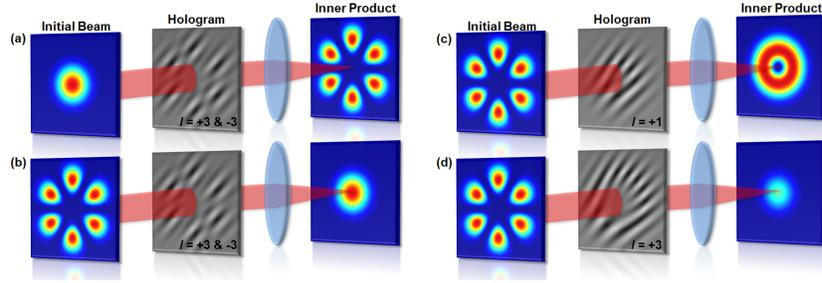 (a)
Initial Beam
Hologram
Inner Product
l = +3 & -3
(b)
l = +3 & -3
(c)
Initial Beam
Hologram
Inner Product
l = +1
(d)
l = +3